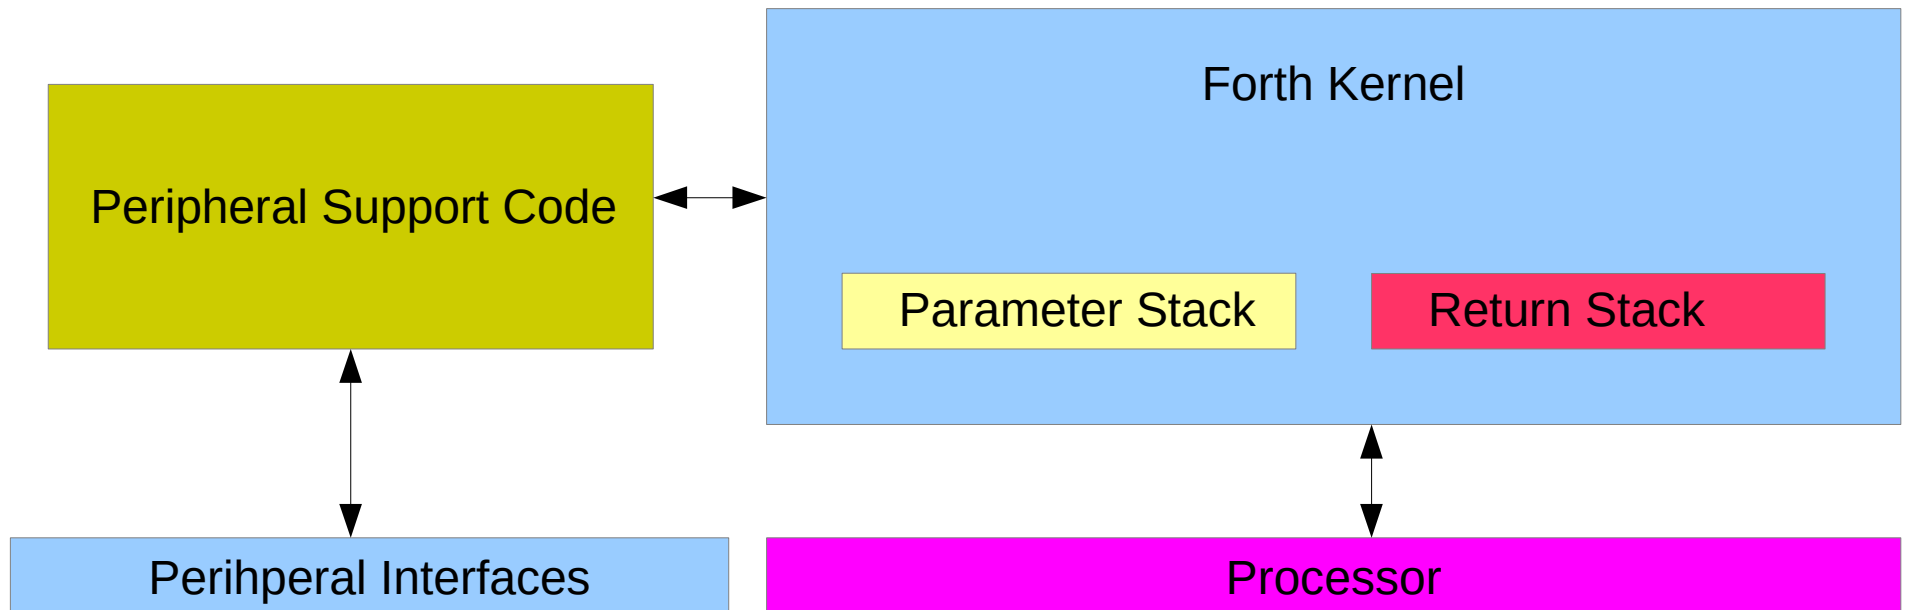 Forth Kernel
Peripheral Support Code
Parameter Stack
Return Stack
Perihperal Interfaces
Processor